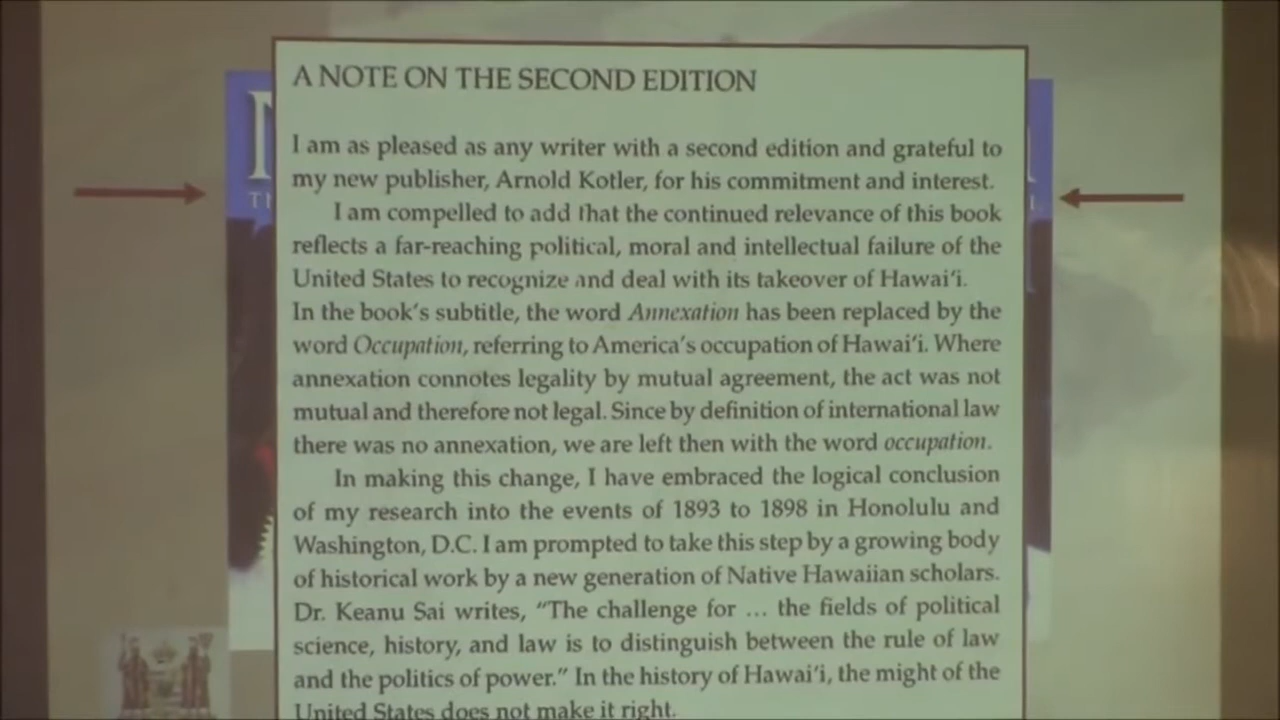 A NOTE ON THE SECOND EDITION
I am as pleased as any writer with a second edition and grateful to
my new publisher, Arnold Kotler, for his commitment and interest.
I am compelled to add that the continued relevance of this book
reflects a far-reaching political, moral and intellectual failure of the
United States to recognize and deal with its takeover of Hawai‘i.
In the book’s subtitle, the word Annexation has been replaced by the
word Occupation, referring to America’s occupation of Hawai‘i. Where
annexation connotes legality by mutual agreement, the act was not
mutual and therefore not legal. Since by definition of international law
there was no annexation, we are left then with the word occupation.
In making this change, I have embraced the logical conclusion
of my research into the events of 1893 to 1898 in Honolulu and
Washington, D.C. I am prompted to take this step by a growing body
of historical work by a new generation of Native Hawaiian scholars.
Dr. Keanu Sai writes, “The challenge for … the fields of political
science, history, and law is to distinguish between the rule of law
and the politics of power.” In the history of Hawai‘i, the might of the
United States does not make it right.